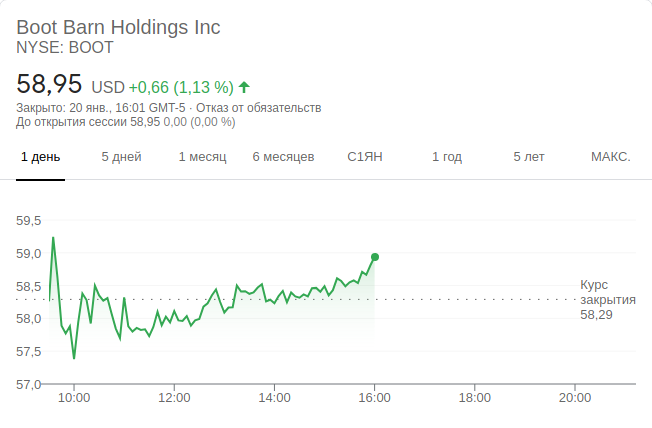 Boot Barn Holdings Inc
NYSE: BOOT
58,95 USD +0,66 (1,13 %)
Закрыто: 20 янв., 16:01 GMT-5 · Отказ от обязательств
До открытия сессии 58,95 0,00 (0,00 %)
1 день 5 дней 1 месяц 6 месяцев С1ЯН 1 год 5 лет МАКС.
59,5
59,0
58,5
58,0
57,5
57,0
Курс
закрытия
58,29
10:00 12:00 14:00 16:00 18:00 20:00